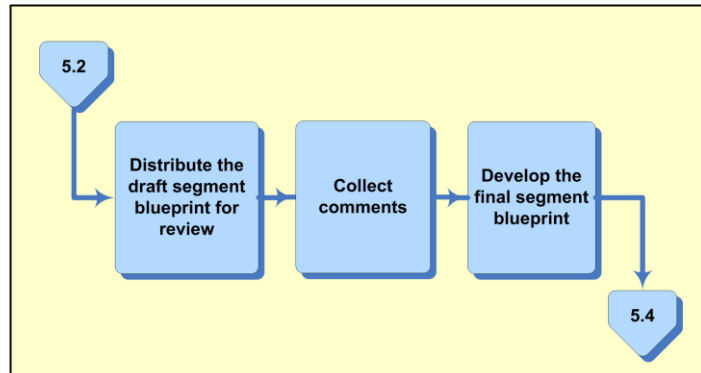 5.2
Distribute the
draft segment
blueprint for
review
Collect
comments
Develop the
final segment
blueprint
5.4